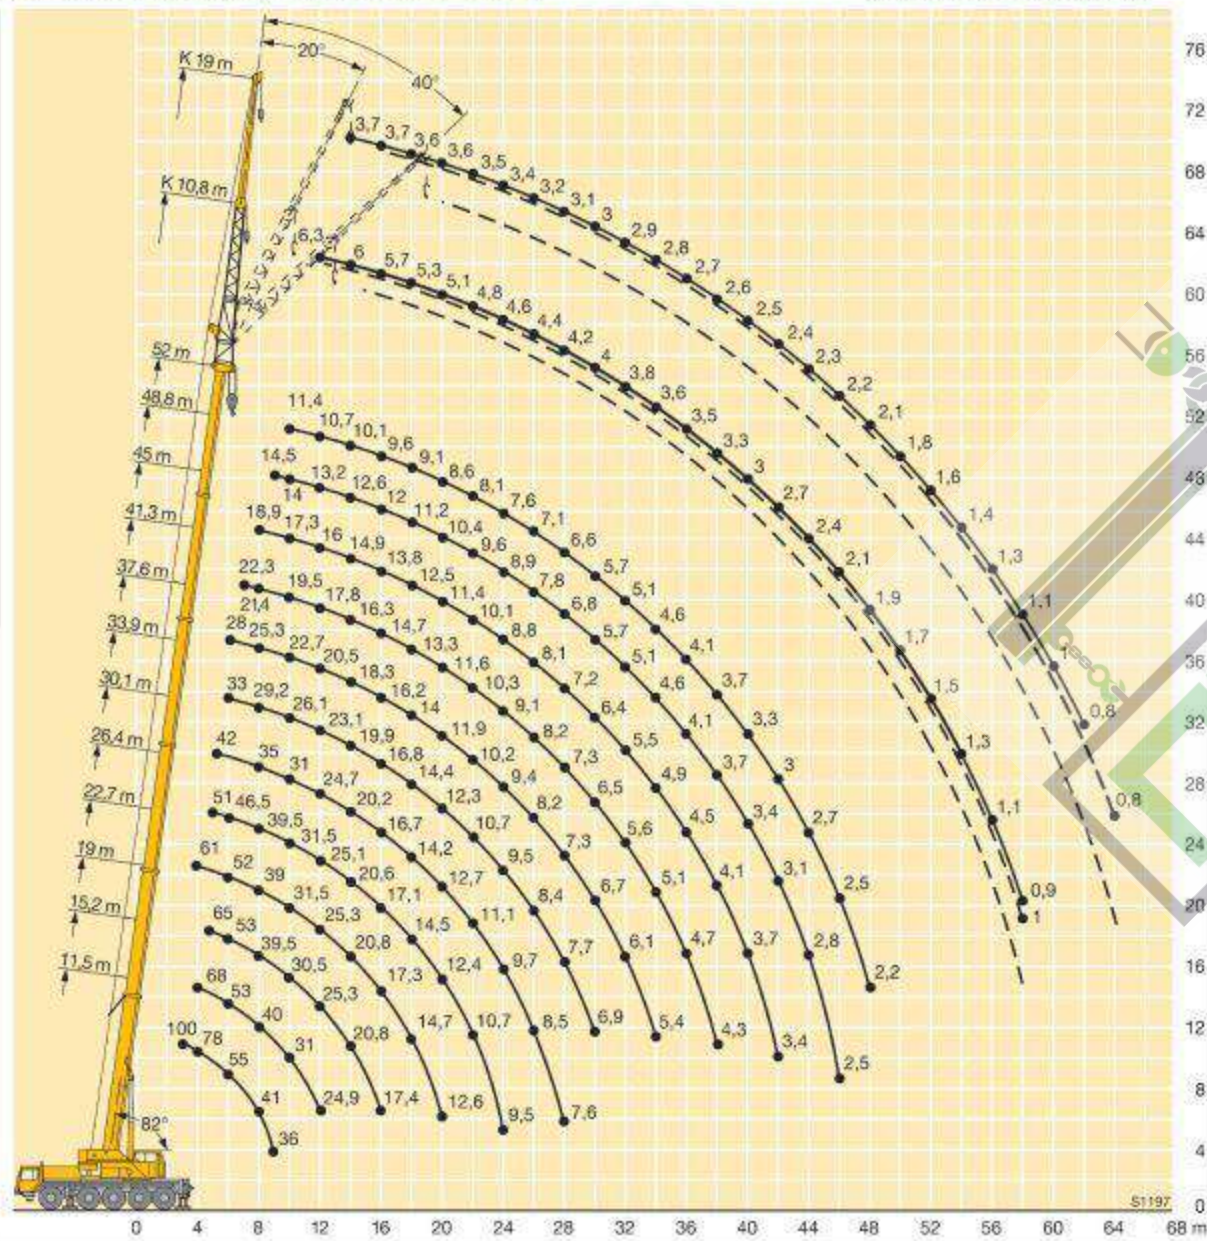 K 19 m
20°
40°
76
72
68
64
60
56
52
48
44
40
36
32
28
24
20
16
12
8
4
0
K 10,8 m
52 m
48,8 m
45 m
41,3 m
37,6 m
33,9 m
30,1 m
26,4 m
22,7 m
19 m
15,2 m
11,5 m
82°
3,7 3,7 3,6 3,6 3,5 3,4 3,2 3,1 3 2,9 2,8 2,7 2,6 2,5 2,4 2,3 2,2 2,1 1,8 1,6 1,4 1,3 1,1 0,8 0,8
6,3 6 5,7 5,3 5,1 4,8 4,6 4,4 4,2 4 3,8 3,6 3,5 3,3 3 2,7 2,4 2,1 1,9 1,7 1,5 1,3 1,1 0,9 1
11,4 10,7 10,1 9,6 9,1 8,6 8,1 7,6 7,1 6,6 5,7 5,1 4,6 4,1 3,7 3,3 3 2,7 2,5 2,2
14,5 14 13,2 12,6 12 11,2 10,4 9,6 8,9 7,8 6,8 5,7 5,1 4,6 4,1 3,7 3,4 3,1 2,8 2,5
18,9 17,3 16 14,9 13,8 12,5 11,4 10,1 8,8 8,1 7,2 6,4 5,5 4,9 4,5 4,1 3,7 3,4
22,3 21,4 19,5 17,8 16,3 14,7 13,3 11,6 10,3 9,1 8,2 7,3 6,5 5,6 5,1 4,7 4,3
28 25,3 22,7 20,5 18,3 16,2 14 11,9 10,2 9,4 8,2 7,3 6,7 6,1 5,4
33 29,2 26,1 23,1 19,9 16,8 14,4 12,3 10,7 9,5 8,4 7,7 6,9
42 35 31 24,7 20,2 16,7 14,2 12,7 11,1 9,7 8,5 7,6
51 46,5 39,5 31,5 25,1 20,6 17,1 14,5 12,4 10,7 9,5
61 52 39 31,5 25,3 20,8 17,3 14,7 12,6
65 53 39,5 30,5 25,3 20,8 17,4
68 53 40 31 24,9
100 78 55 41 36
S1197
0 4 8 12 16 20 24 28 32 36 40 44 48 52 56 60 64 68 m